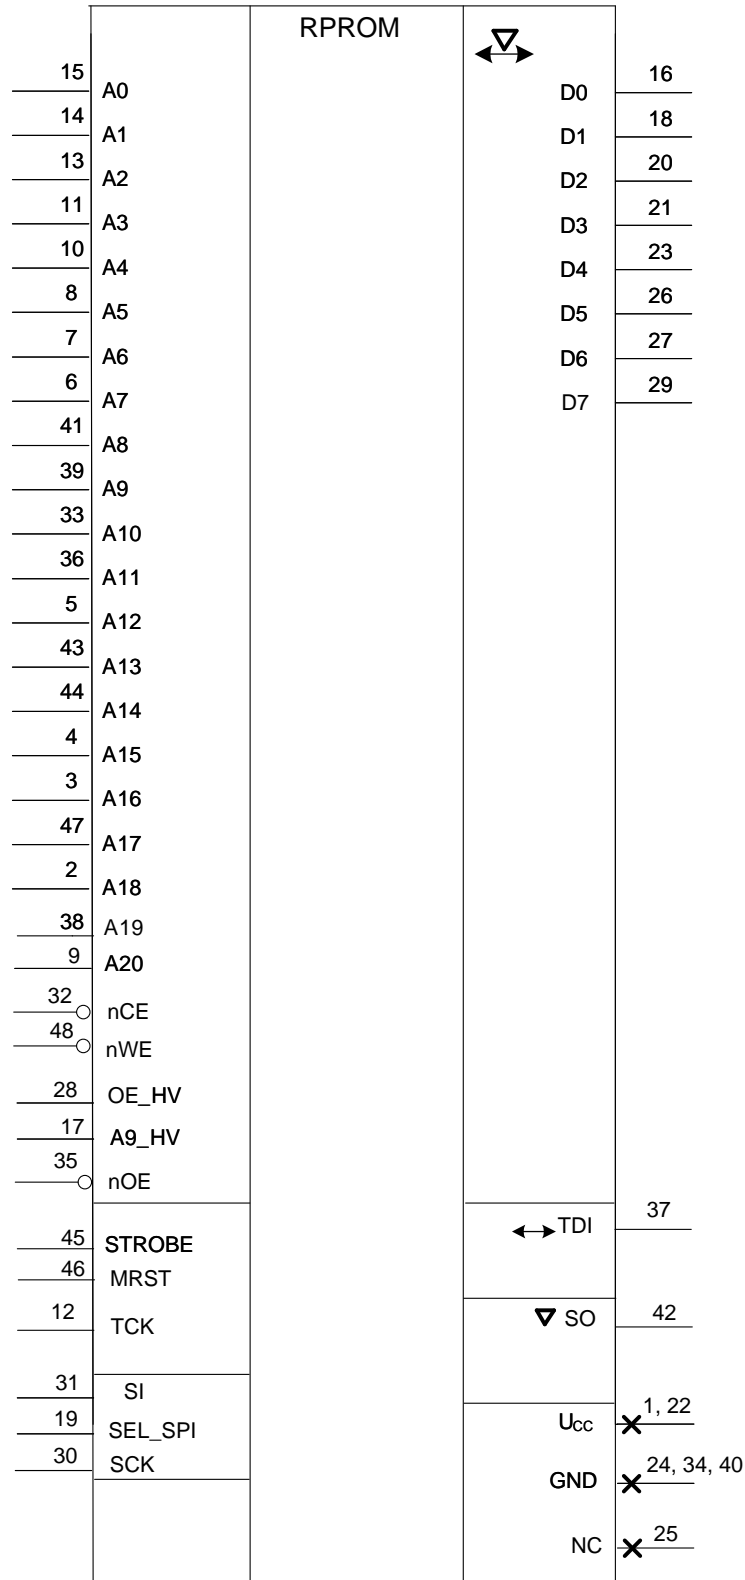 RPROM
15 A0 D0 16
14 A1 D1 18
13 A2 D2 20
11 A3 D3 21
10 A4 D4 23
8 A5 D5 26
7 A6 D6 27
6 A7 D7 29
41 A8
39 A9
33 A10
36 A11
5 A12
43 A13
44 A14
4 A15
3 A16
47 A17
2 A18
38 A19
9 A20
32 nCE
48 nWE
28 OE_HV
17 A9_HV
35 nOE
45 STROBE TDI 37
46 MRST
12 TCK SO 42
31 SI
19 SEL_SPI UCC 1, 22
30 SCK GND 24, 34, 40
NC 25